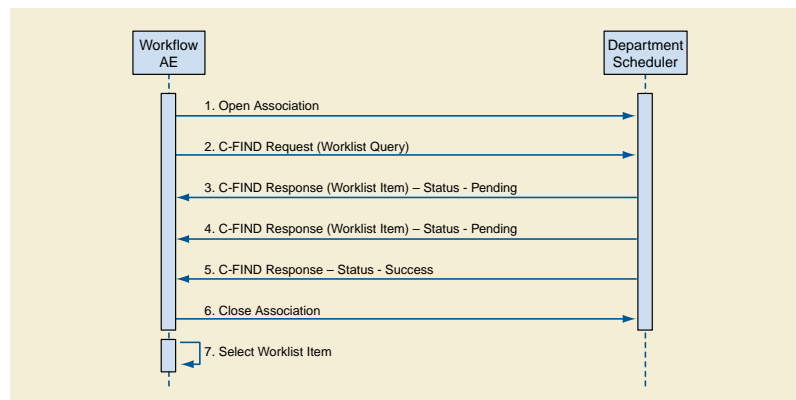 Workflow
AE
Department
Scheduler
1. Open Association
2. C-FIND Request (Worklist Query)
3. C-FIND Response (Worklist Item) – Status - Pending
4. C-FIND Response (Worklist Item) – Status - Pending
5. C-FIND Response – Status - Success
6. Close Association
7. Select Worklist Item